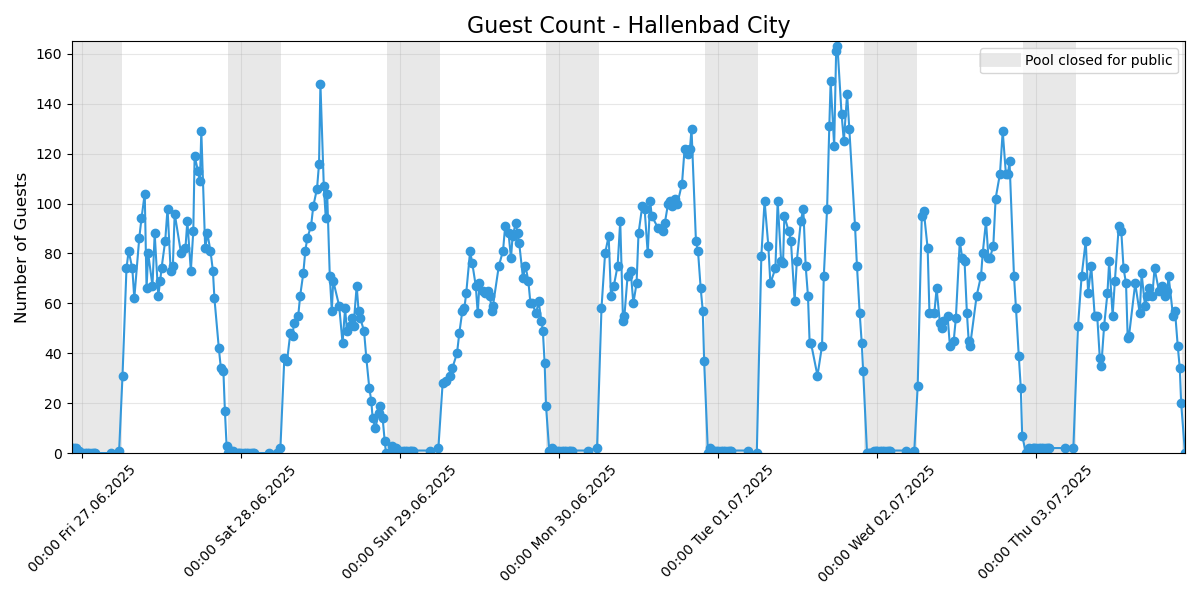 Guest Count - Hallenbad City
Pool closed for public
Number of Guests
160
140
120
100
80
60
40
20
0
00:00 Fri 27.06.2025
00:00 Sat 28.06.2025
00:00 Sun 29.06.2025
00:00 Mon 30.06.2025
00:00 Tue 01.07.2025
00:00 Wed 02.07.2025
00:00 Thu 03.07.2025